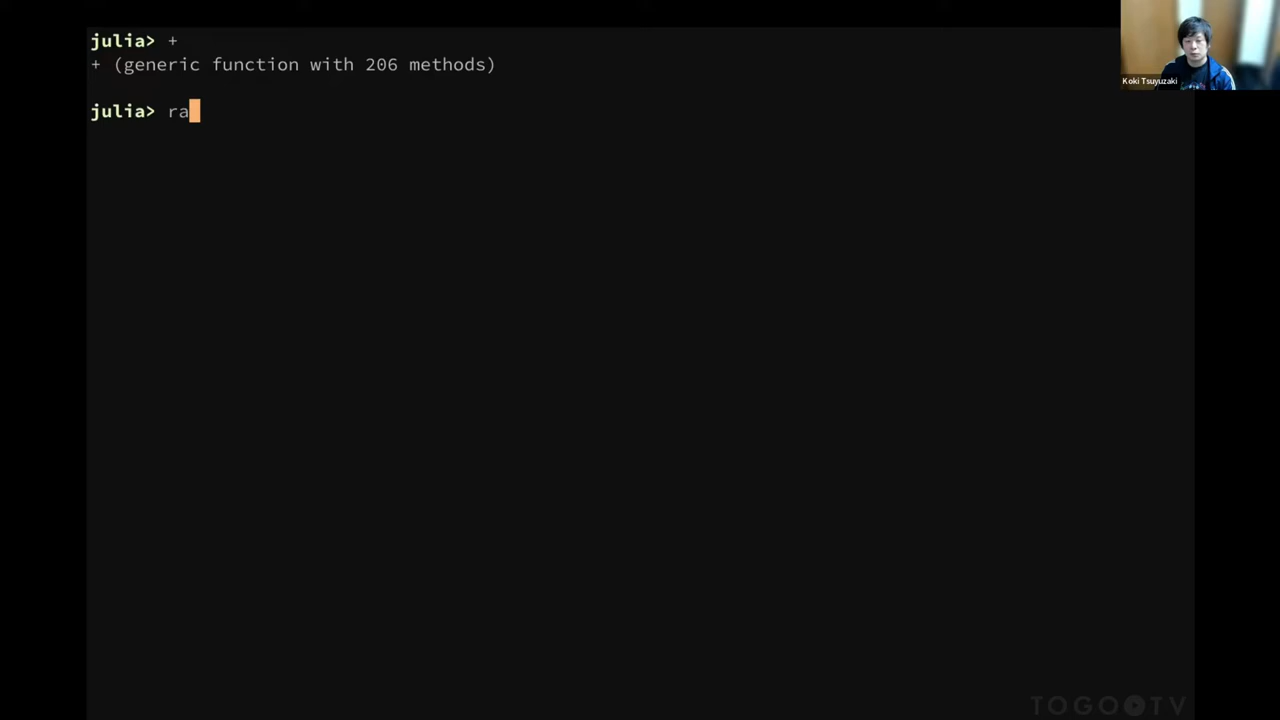 julia> +
+ (generic function with 206 methods)
julia> ra
Koki Tsuyuzaki
TOGOTV